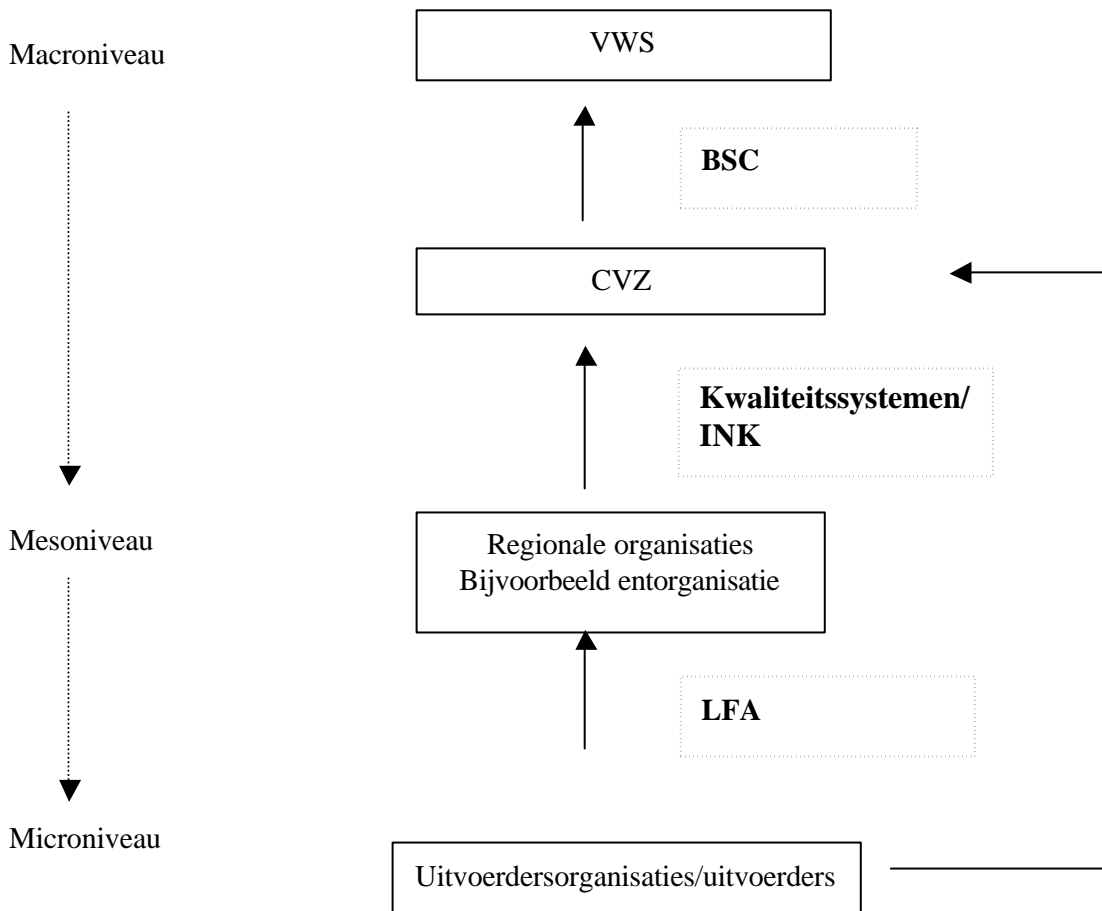 Macroniveau
VWS
BSC
CVZ
Kwaliteitssystemen/
INK
Mesoniveau
Regionale organisaties
Bijvoorbeeld entorganisatie
LFA
Microniveau
Uitvoerdersorganisaties/uitvoerders